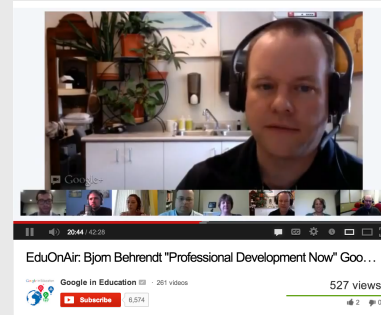 Google+
20:44 / 42:28
EduOnAir: Bjorn Behrendt "Professional Development Now" Goo...
Google in Education · 261 videos
Subscribe 6,574
527 views
2 0